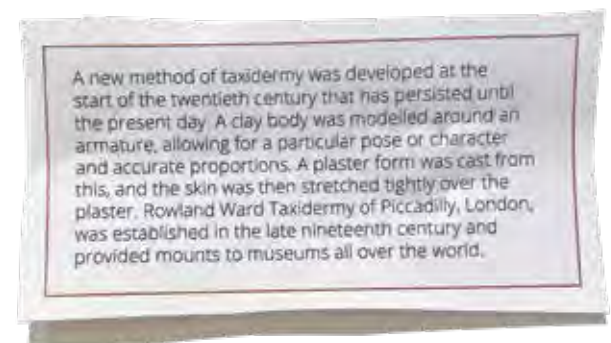 A new method of taxidermy was developed at the
start of the twentieth century that has persisted until
the present day. A clay body was modelled around an
armature, allowing for a particular pose or character
and accurate proportions. A plaster form was cast from
this, and the skin was then stretched tightly over the
plaster. Rowland Ward Taxidermy of Piccadilly, London,
was established in the late nineteenth century and
provided mounts to museums all over the world.